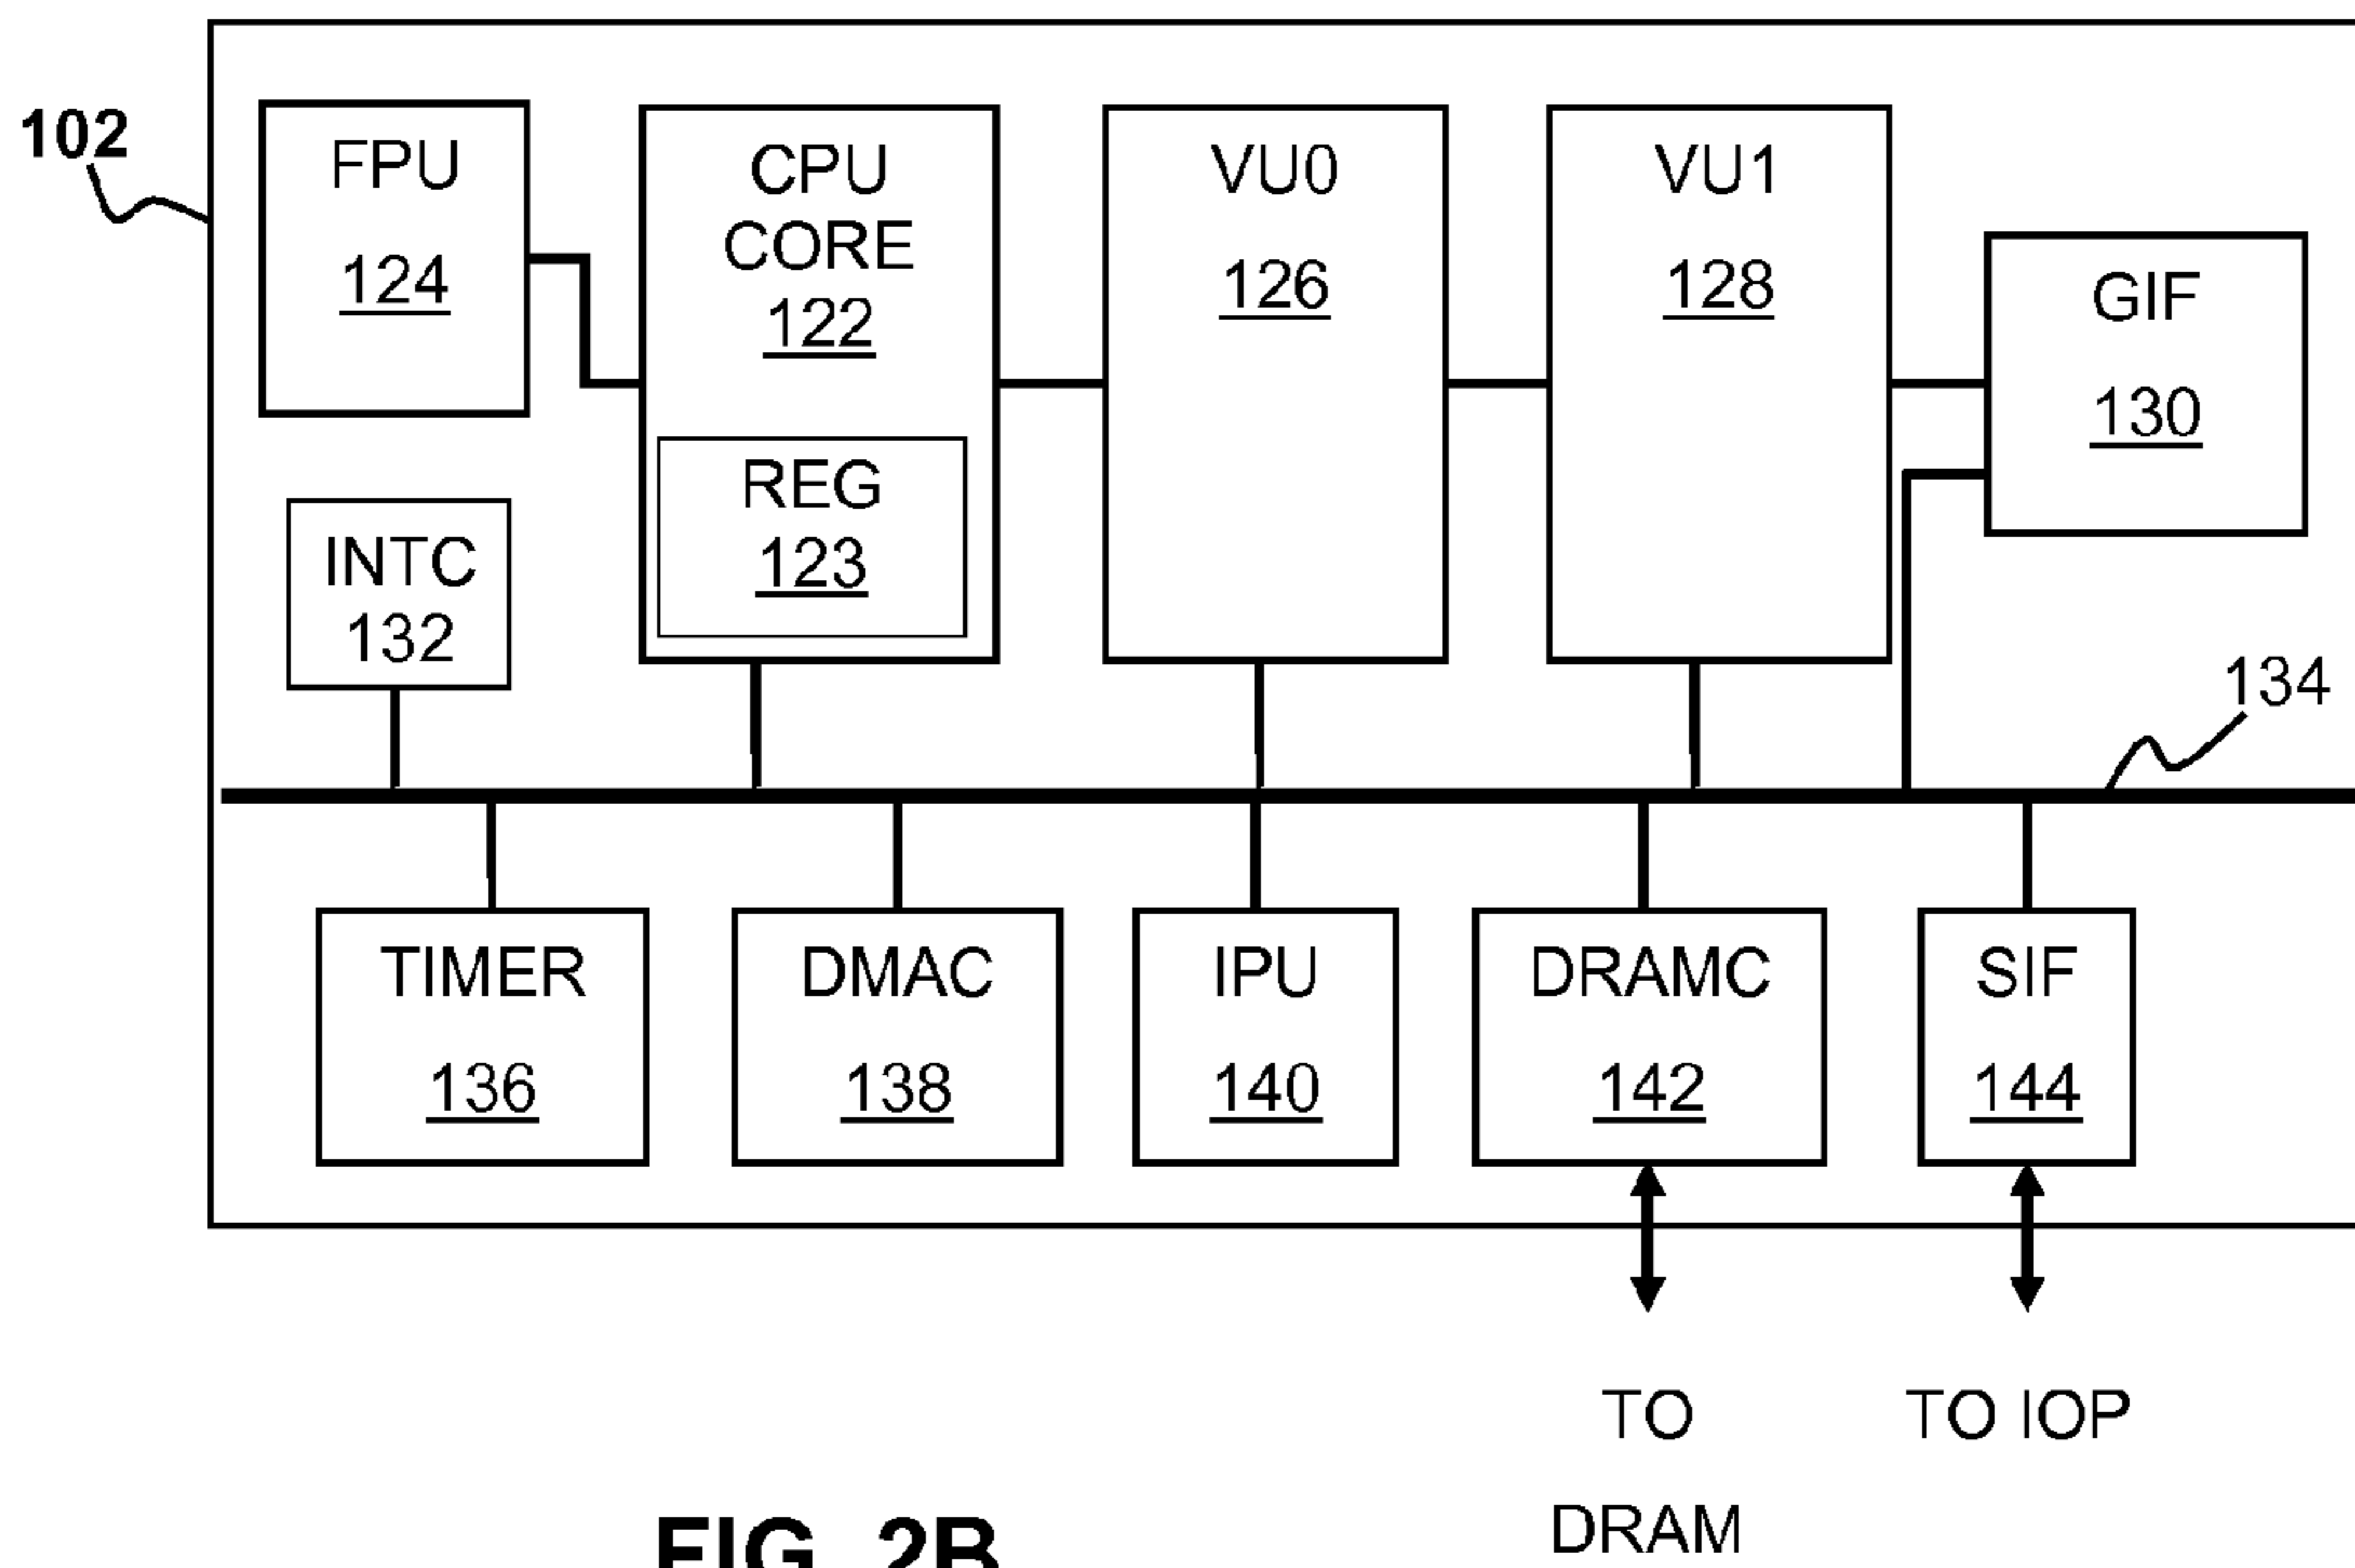 102
FPU
124
CPU
CORE
122
REG
123
VU0
126
VU1
128
GIF
130
INTC
132
134
TIMER
136
DMAC
138
IPU
140
DRAMC
142
SIF
144
TO
DRAM
TO IOP
FIG. 2B